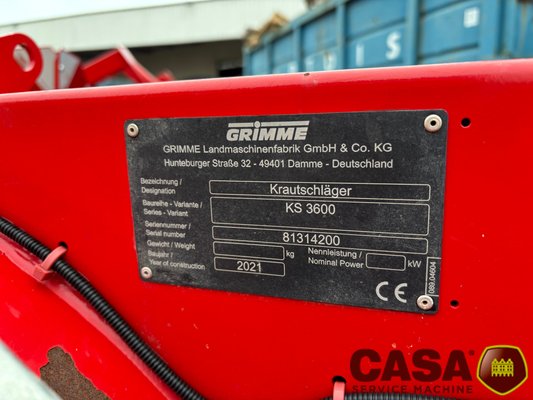 GRIMME
GRIMME Landmaschinenfabrik GmbH & Co. KG
Hunteburger Straße 32 - 49401 Damme - Deutschland
Bezeichnung / Designation Krautschläger
Baureihe - Variante / Series - Variant KS 3600
Seriennummer / Serial number 81314200
Gewicht / Weight kg Nennleistung / Nominal Power kW
Baujahr / Year of construction 2021
CE
089.04604
CASA
SERVICE MACHINE